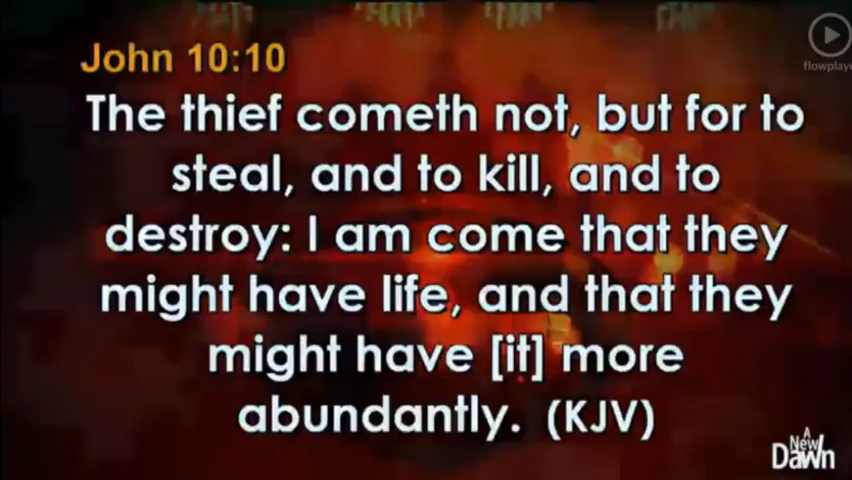 John 10:10
The thief cometh not, but for to
steal, and to kill, and to
destroy: I am come that they
might have life, and that they
might have [it] more
abundantly. (KJV)
flowplaye
A
New
Dawn